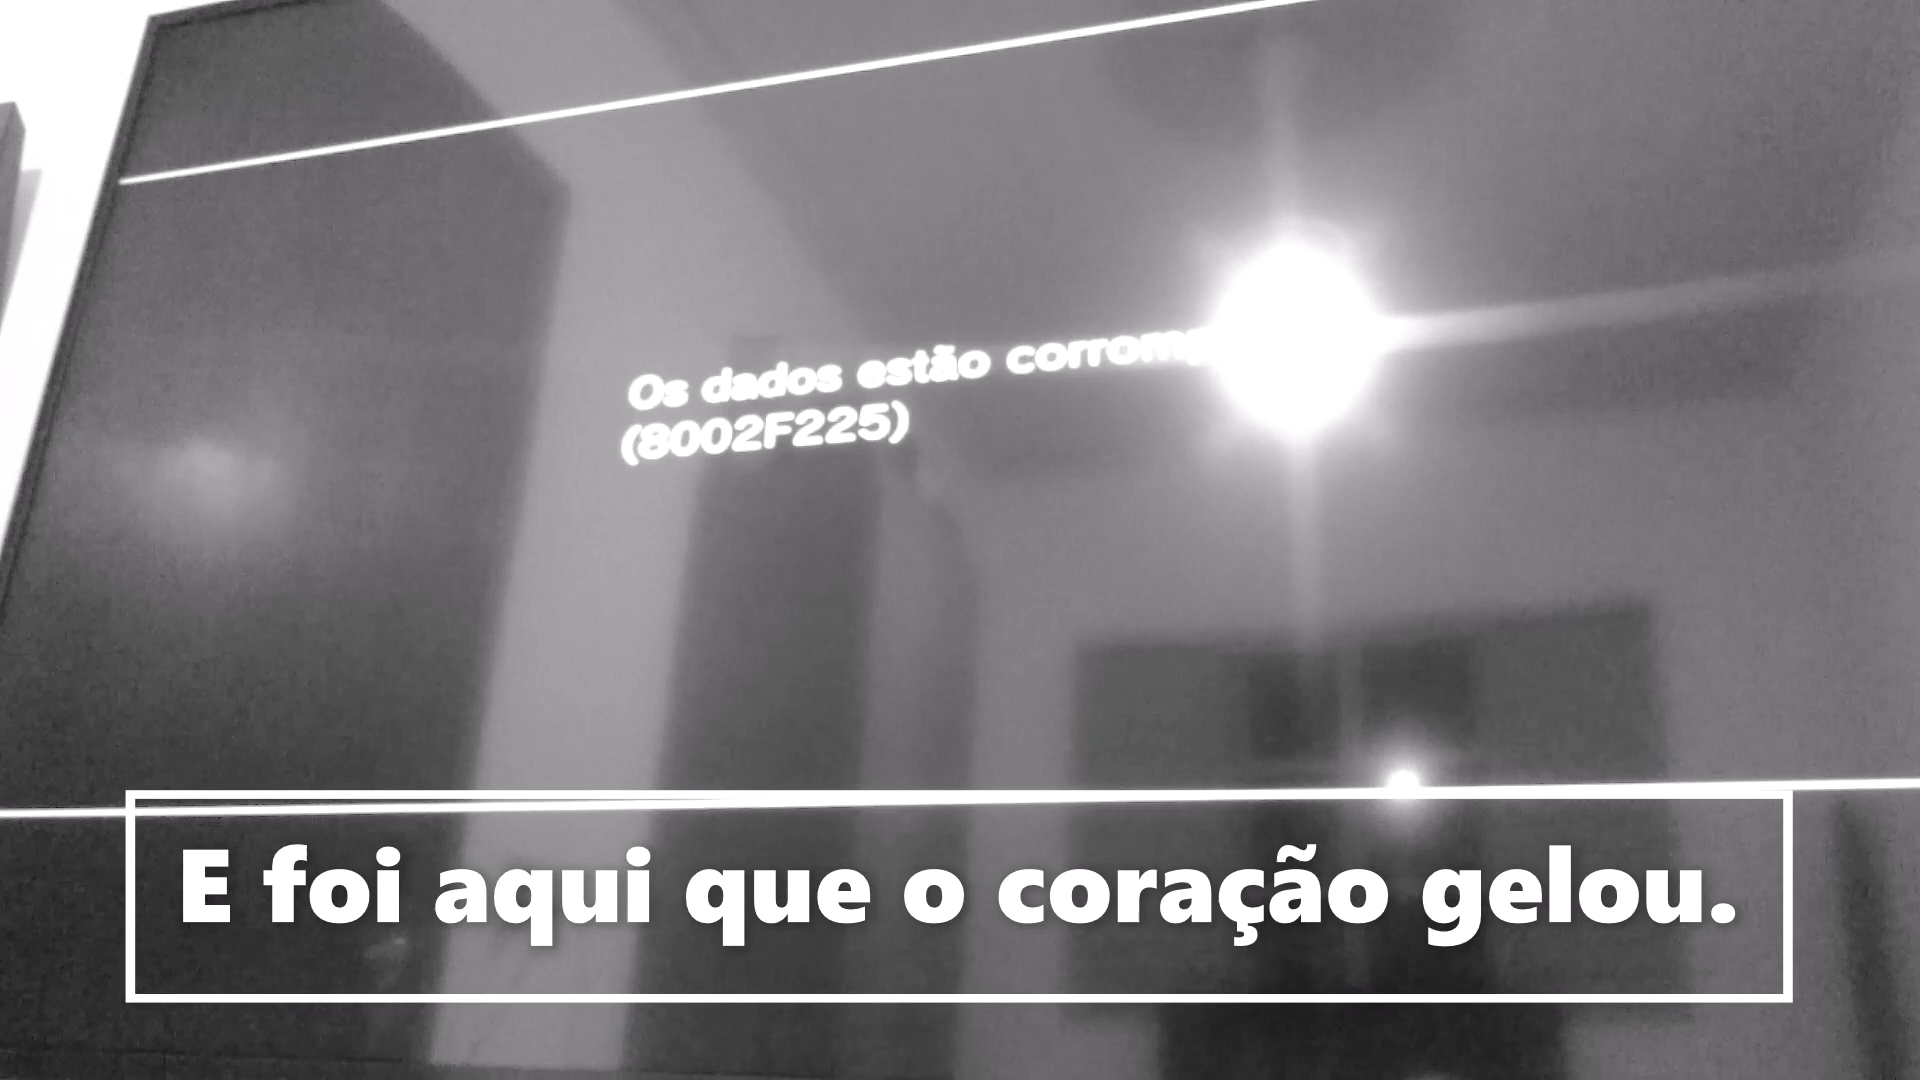 Os dados estão
(8002F225)
E foi aqui que o coração gelou.